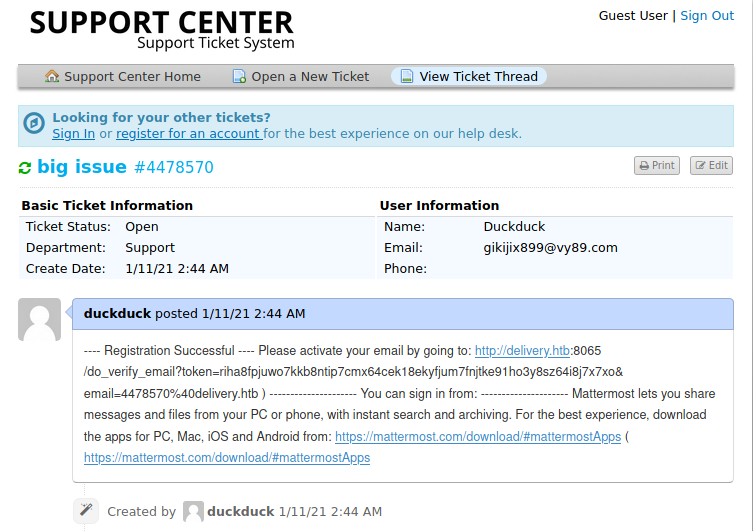 SUPPORT CENTER
Support Ticket System
Guest User | Sign Out
Support Center Home
Open a New Ticket
View Ticket Thread
Looking for your other tickets?
Sign In or register for an account for the best experience on our help desk.
big issue #4478570
Print
Edit
Basic Ticket Information
Ticket Status: Open
Department: Support
Create Date: 1/11/21 2:44 AM
User Information
Name: Duckduck
Email: gikijix899@vy89.com
Phone:
duckduck posted 1/11/21 2:44 AM
---- Registration Successful ---- Please activate your email by going to: http://delivery.htb:8065
/do_verify_email?token=riha8fpjuwo7kkb8ntip7cmx64cek18ekyfjum7fnjtke91ho3y8sz64i8j7x7xo&
email=4478570%40delivery.htb ) --------------------- You can sign in from: --------------------- Mattermost lets you share
messages and files from your PC or phone, with instant search and archiving. For the best experience, download
the apps for PC, Mac, iOS and Android from: https://mattermost.com/download/#mattermostApps (
https://mattermost.com/download/#mattermostApps
Created by duckduck 1/11/21 2:44 AM